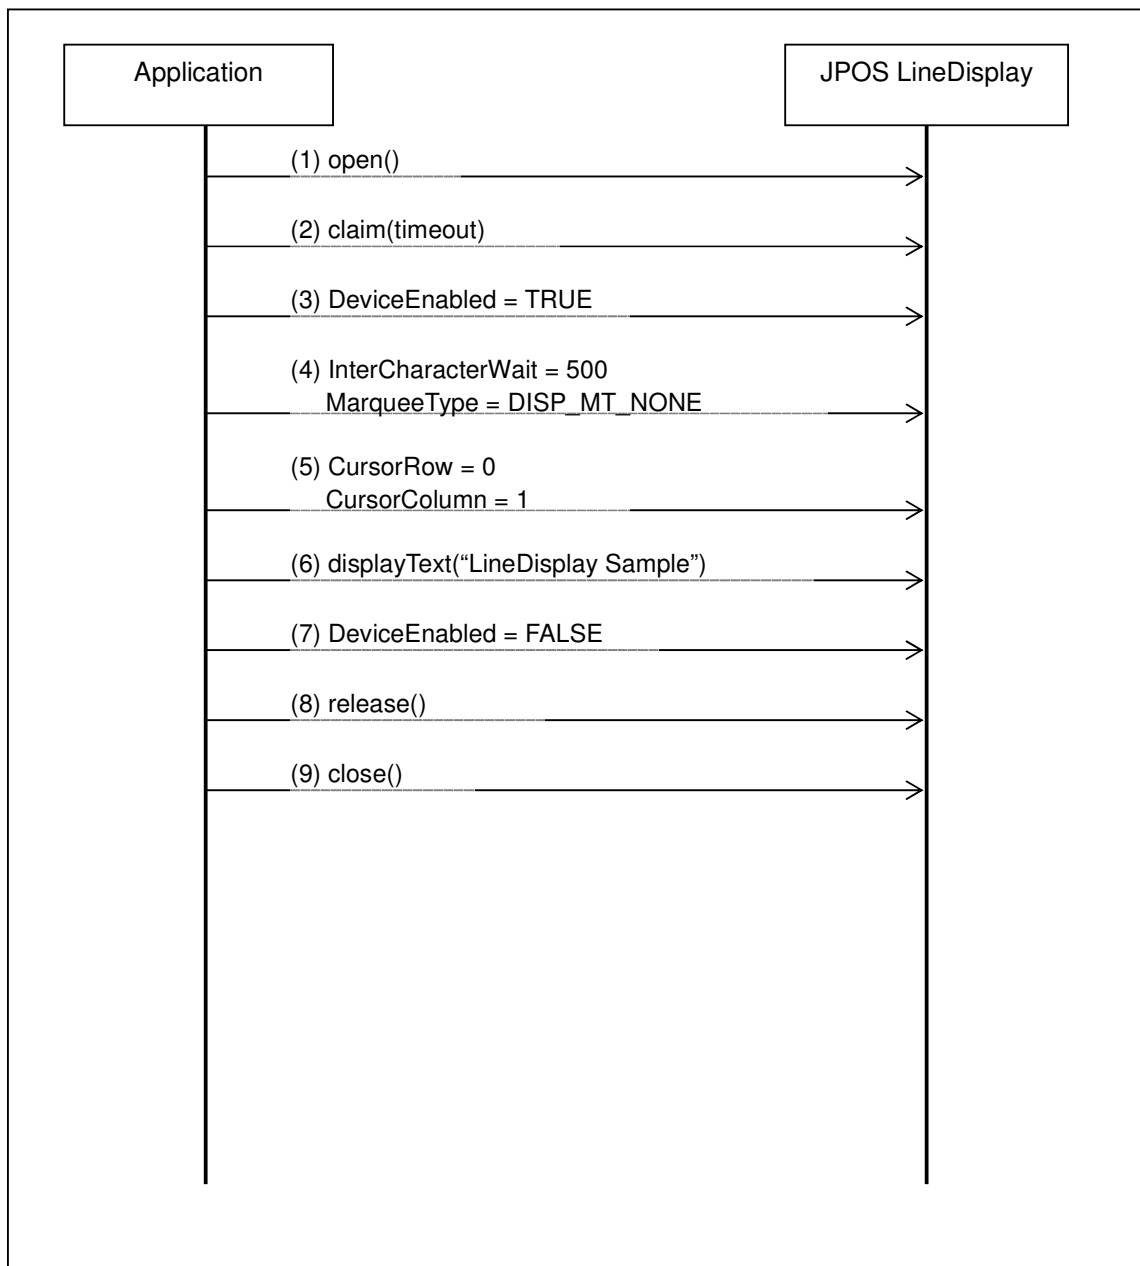 Application
JPOS LineDisplay
(1) open()
(2) claim(timeout)
(3) DeviceEnabled = TRUE
(4) InterCharacterWait = 500
MarqueeType = DISP_MT_NONE
(5) CursorRow = 0
CursorColumn = 1
(6) displayText(“LineDisplay Sample”)
(7) DeviceEnabled = FALSE
(8) release()
(9) close()